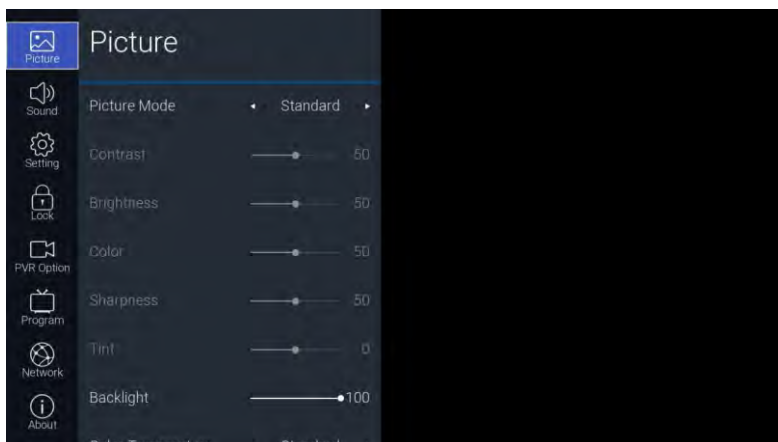 Picture
Picture
Sound
Setting
Lock
PVR Option
Program
Network
About
Picture Mode Standard
Contrast 50
Brightness 50
Color 50
Sharpness 50
Tint 0
Backlight 100